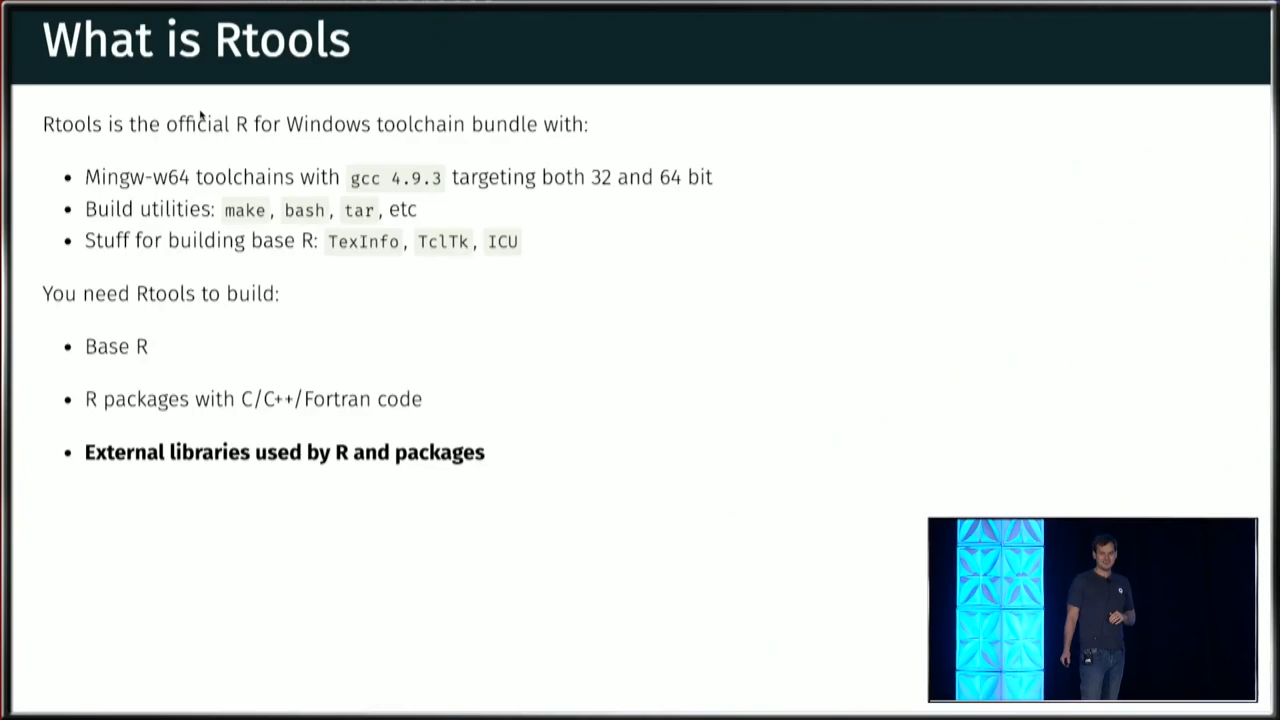 What is Rtools
Rtools is the official R for Windows toolchain bundle with:
• Mingw-w64 toolchains with gcc 4.9.3 targeting both 32 and 64 bit
• Build utilities: make, bash, tar, etc
• Stuff for building base R: TexInfo, TclTk, ICU
You need Rtools to build:
• Base R
• R packages with C/C++/Fortran code
• External libraries used by R and packages